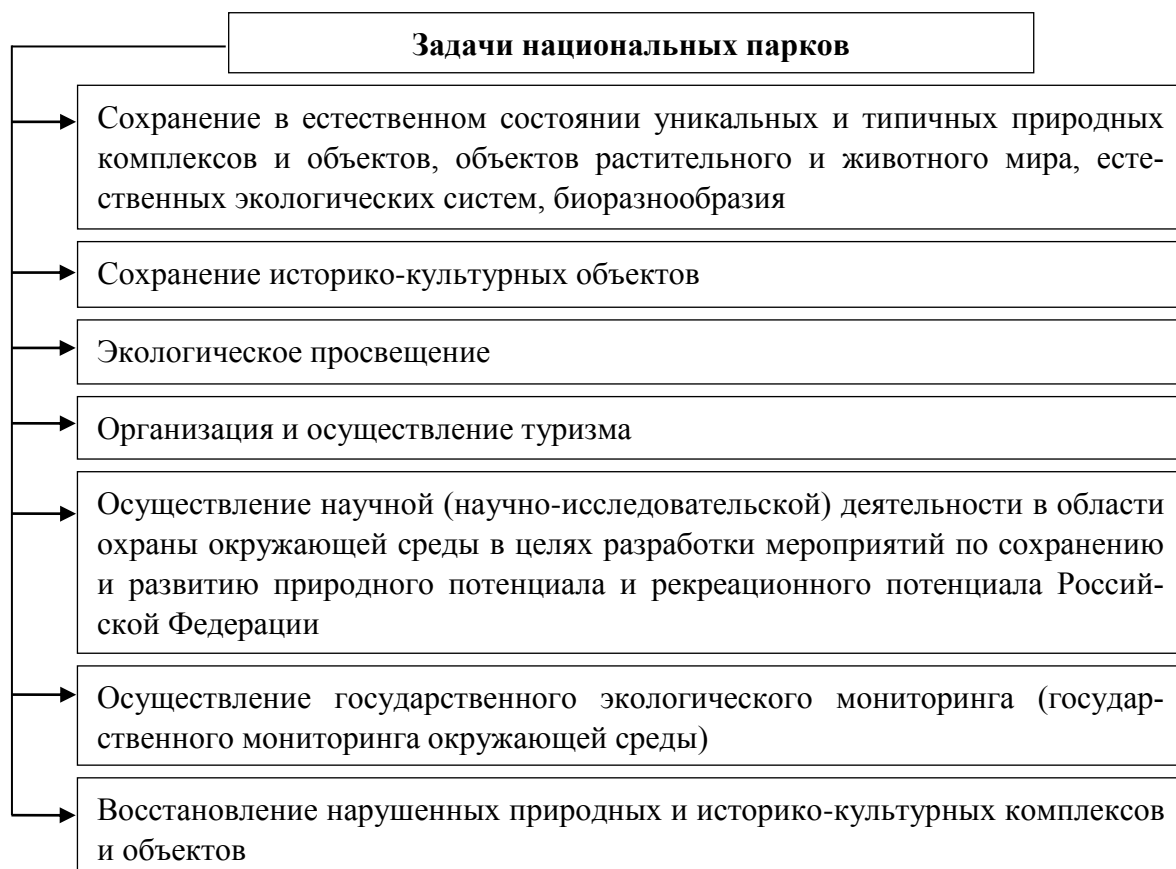 Задачи национальных парков
Сохранение в естественном состоянии уникальных и типичных природных
комплексов и объектов, объектов растительного и животного мира, есте-
ственных экологических систем, биоразнообразия
Сохранение историко-культурных объектов
Экологическое просвещение
Организация и осуществление туризма
Осуществление научной (научно-исследовательской) деятельности в области
охраны окружающей среды в целях разработки мероприятий по сохранению
и развитию природного потенциала и рекреационного потенциала Россий-
ской Федерации
Осуществление государственного экологического мониторинга (государ-
ственного мониторинга окружающей среды)
Восстановление нарушенных природных и историко-культурных комплексов
и объектов